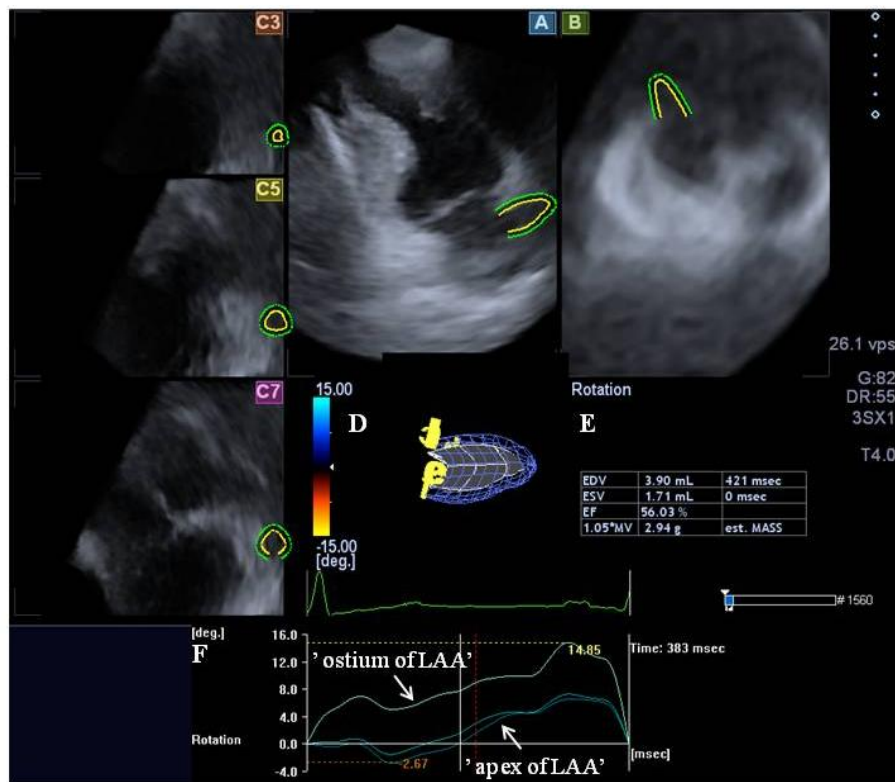 C3
A
B
C5
C7
26.1 vps
G:82
DR:55
3SX1
T4.0
15.00
D
Rotation
E
EDV 3.90 mL 421 msec
ESV 1.71 mL 0 msec
EF 56.03 %
1.05*MV 2.94 g est. MASS
-15.00
[deg.]
#1560
[deg.]
F
16.0
12.0
8.0
4.0
0.0
-4.0
' ostium of LAA'
14.85
Time: 383 msec
Rotation
-2.67
' apex of LAA'
[msec]